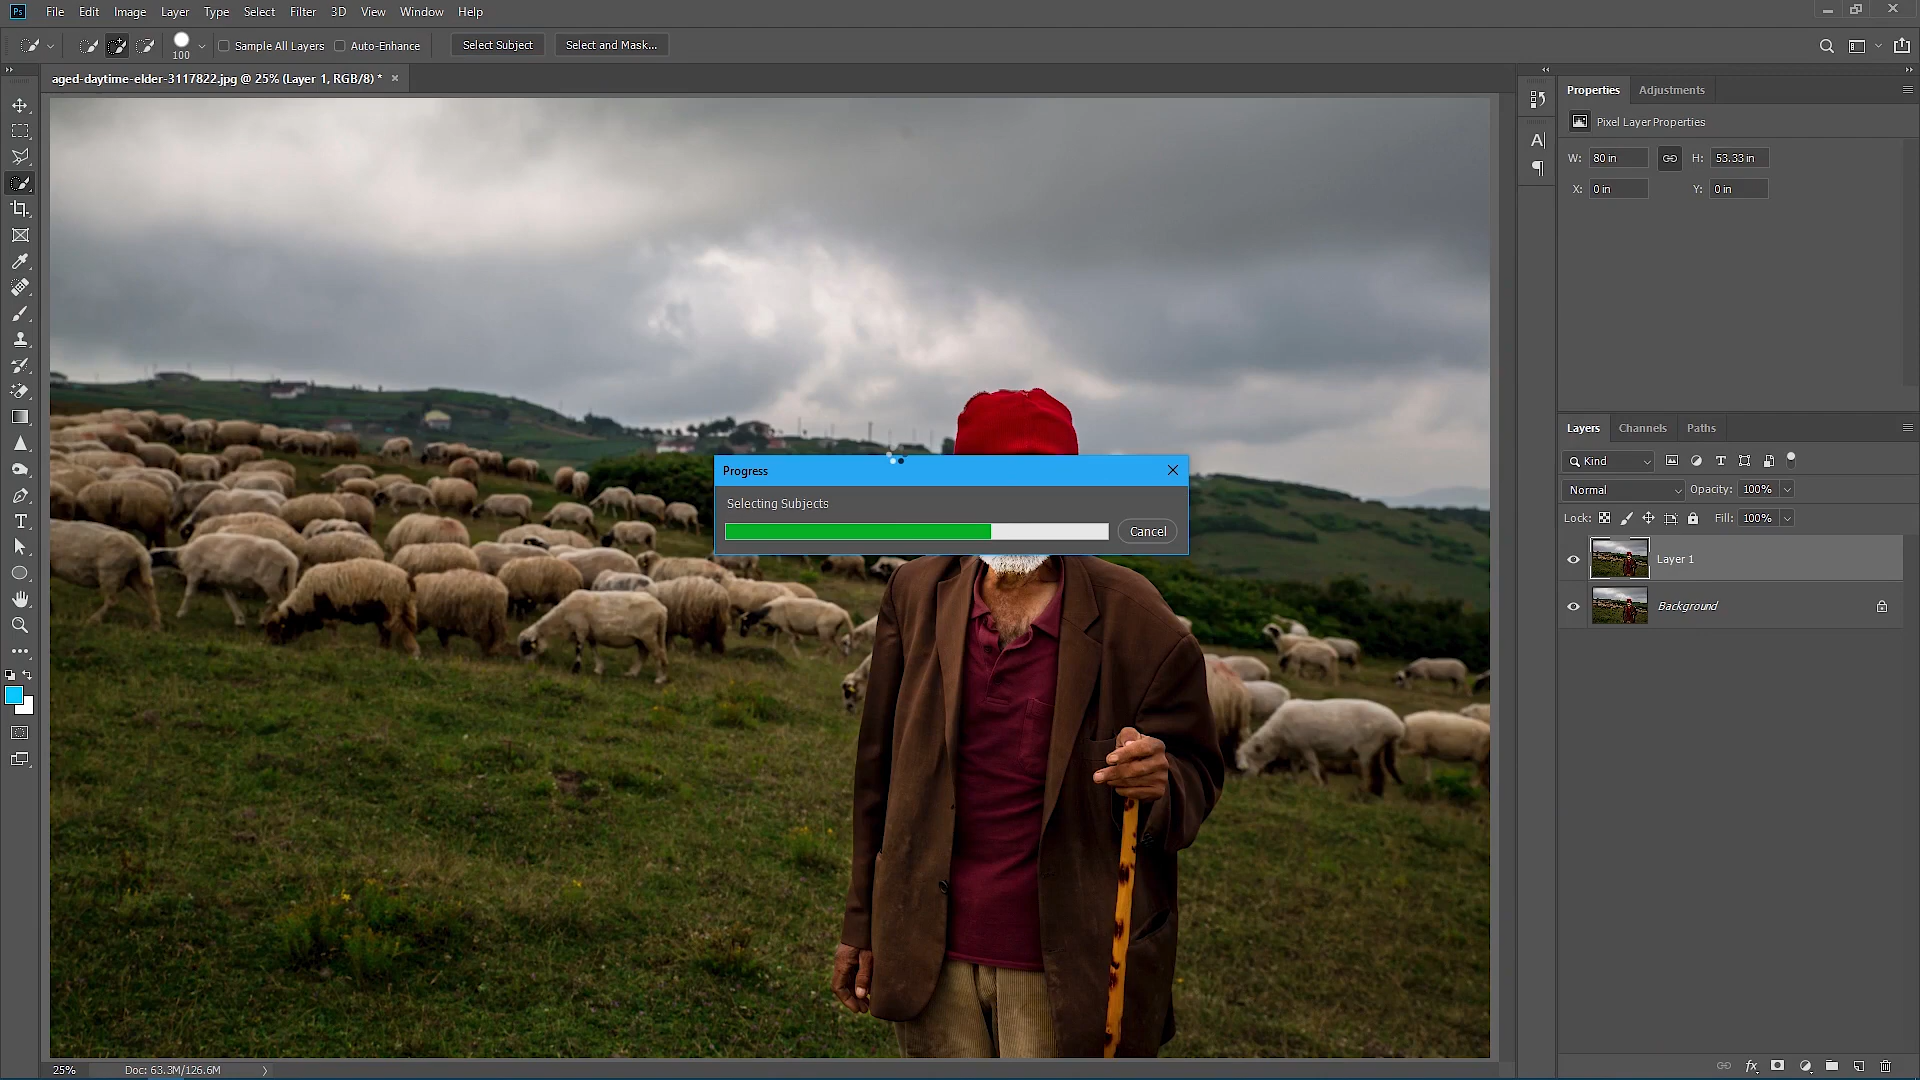 Ps File Edit Image Layer Type Select Filter 3D View Window Help
100 Sample All Layers Auto-Enhance Select Subject Select and Mask...
aged-daytime-elder-3117822.jpg @ 25% (Layer 1, RGB/8) *
Properties Adjustments
Pixel Layer Properties
W: 80 in H: 53.33 in
X: 0 in Y: 0 in
Progress
Selecting Subjects
Cancel
Layers Channels Paths
Kind
Normal Opacity: 100%
Lock: Fill: 100%
Layer 1
Background
fx
25% Doc: 63.3M/126.6M